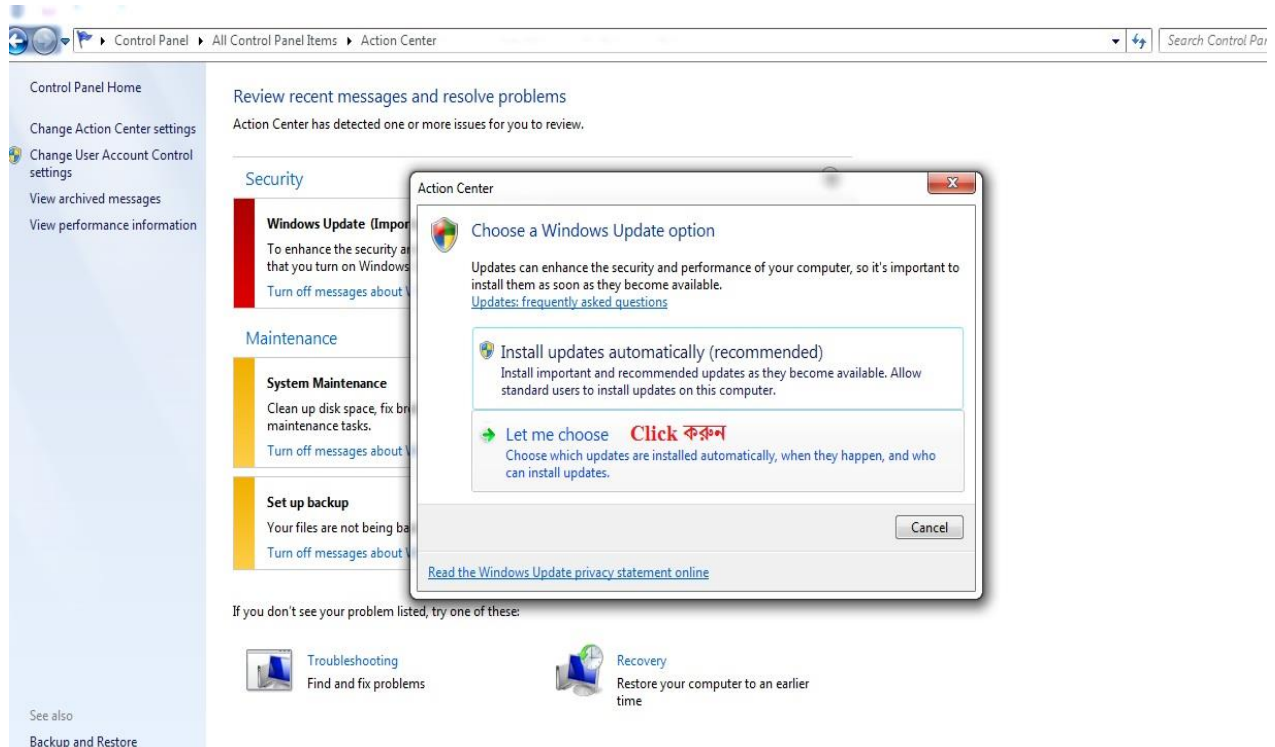 Control Panel ▸ All Control Panel Items ▸ Action Center
Search Control Par
Control Panel Home
Change Action Center settings
Change User Account Control
settings
View archived messages
View performance information
See also
Backup and Restore
Review recent messages and resolve problems
Action Center has detected one or more issues for you to review.
Security
Windows Update (Impor
To enhance the security
that you turn on Windows
Turn off messages about
Maintenance
System Maintenance
Clean up disk space, fix
maintenance tasks.
Turn off messages about
Set up backup
Your files are not being ba
Turn off messages about
If you don't see your problem listed, try one of these:
Troubleshooting
Find and fix problems
Recovery
Restore your computer to an earlier
time
Action Center
Choose a Windows Update option
Updates can enhance the security and performance of your computer, so it's important to
install them as soon as they become available.
Updates: frequently asked questions
Install updates automatically (recommended)
Install important and recommended updates as they become available. Allow
standard users to install updates on this computer.
Let me choose Click করুন
Choose which updates are installed automatically, when they happen, and who
can install updates.
Cancel
Read the Windows Update privacy statement online